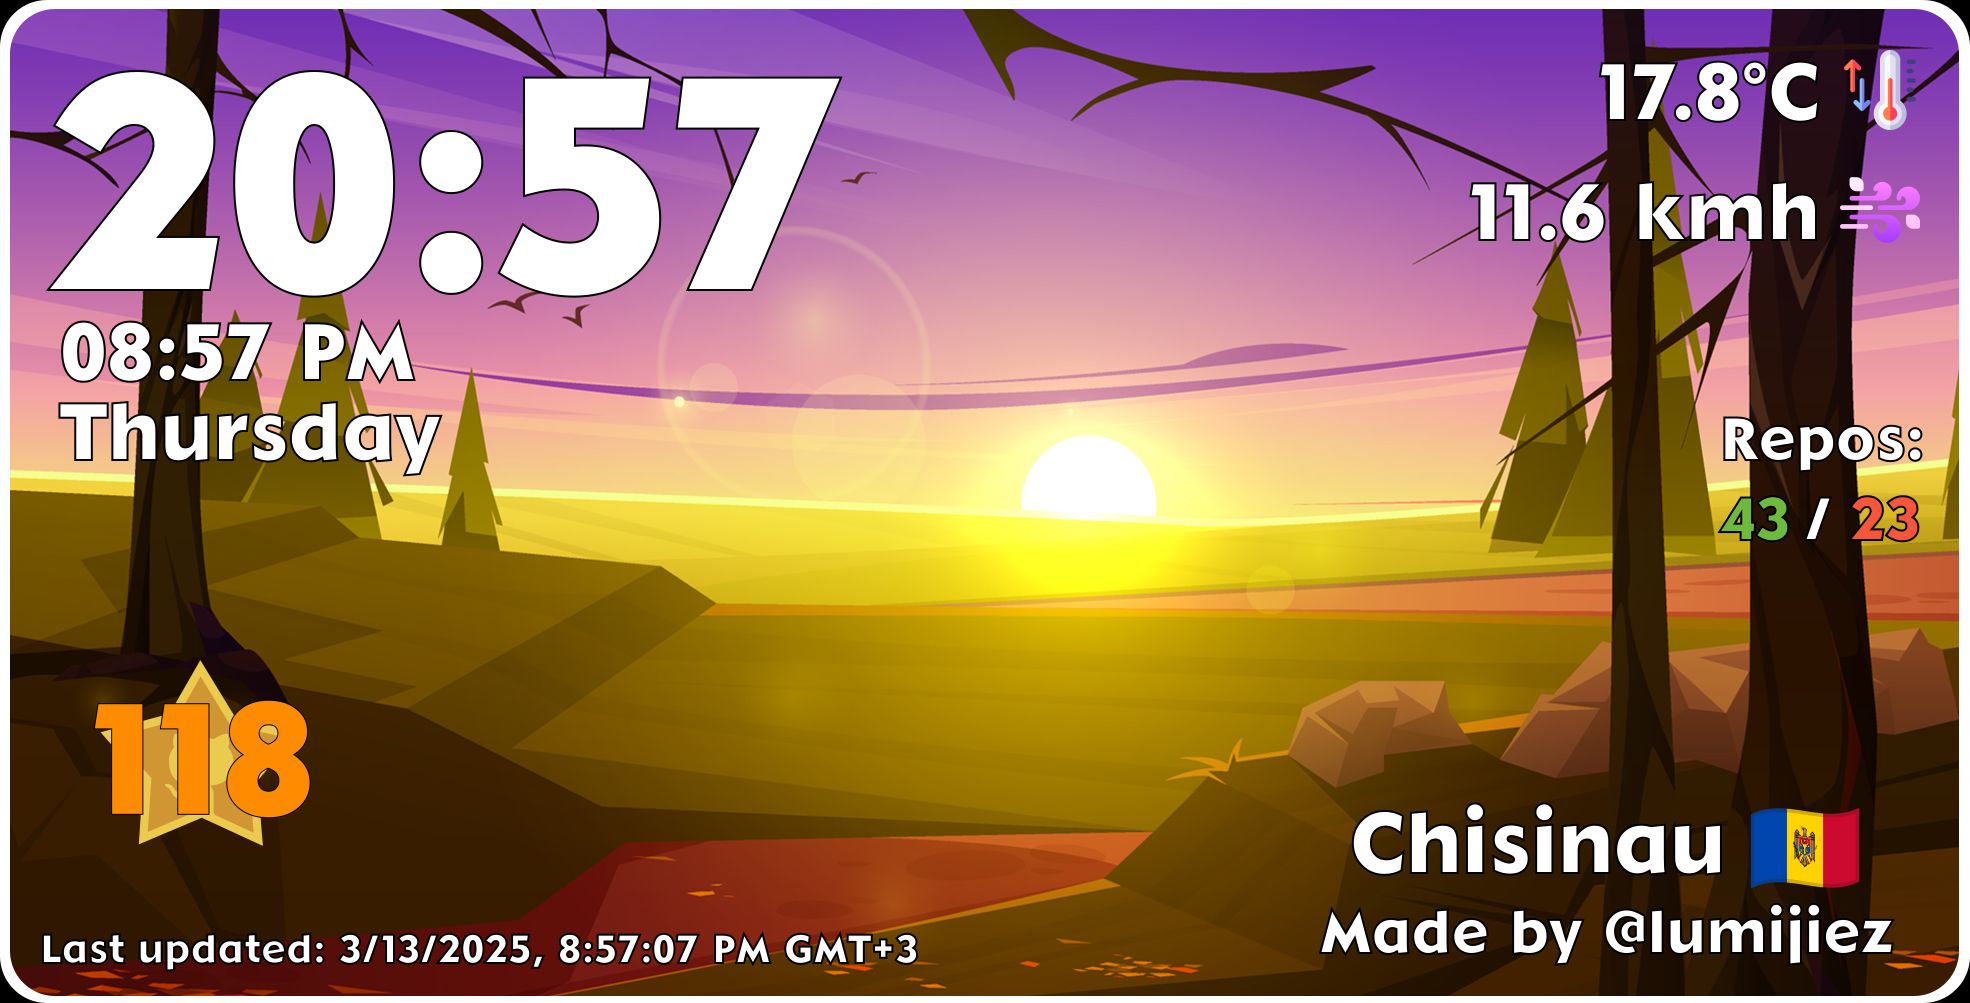 20:57
08:57 PM
Thursday
17.8°C
11.6 kmh
Repos:
43 / 23
118
Chisinau
Made by @lumijiez
Last updated: 3/13/2025, 8:57:07 PM GMT+3